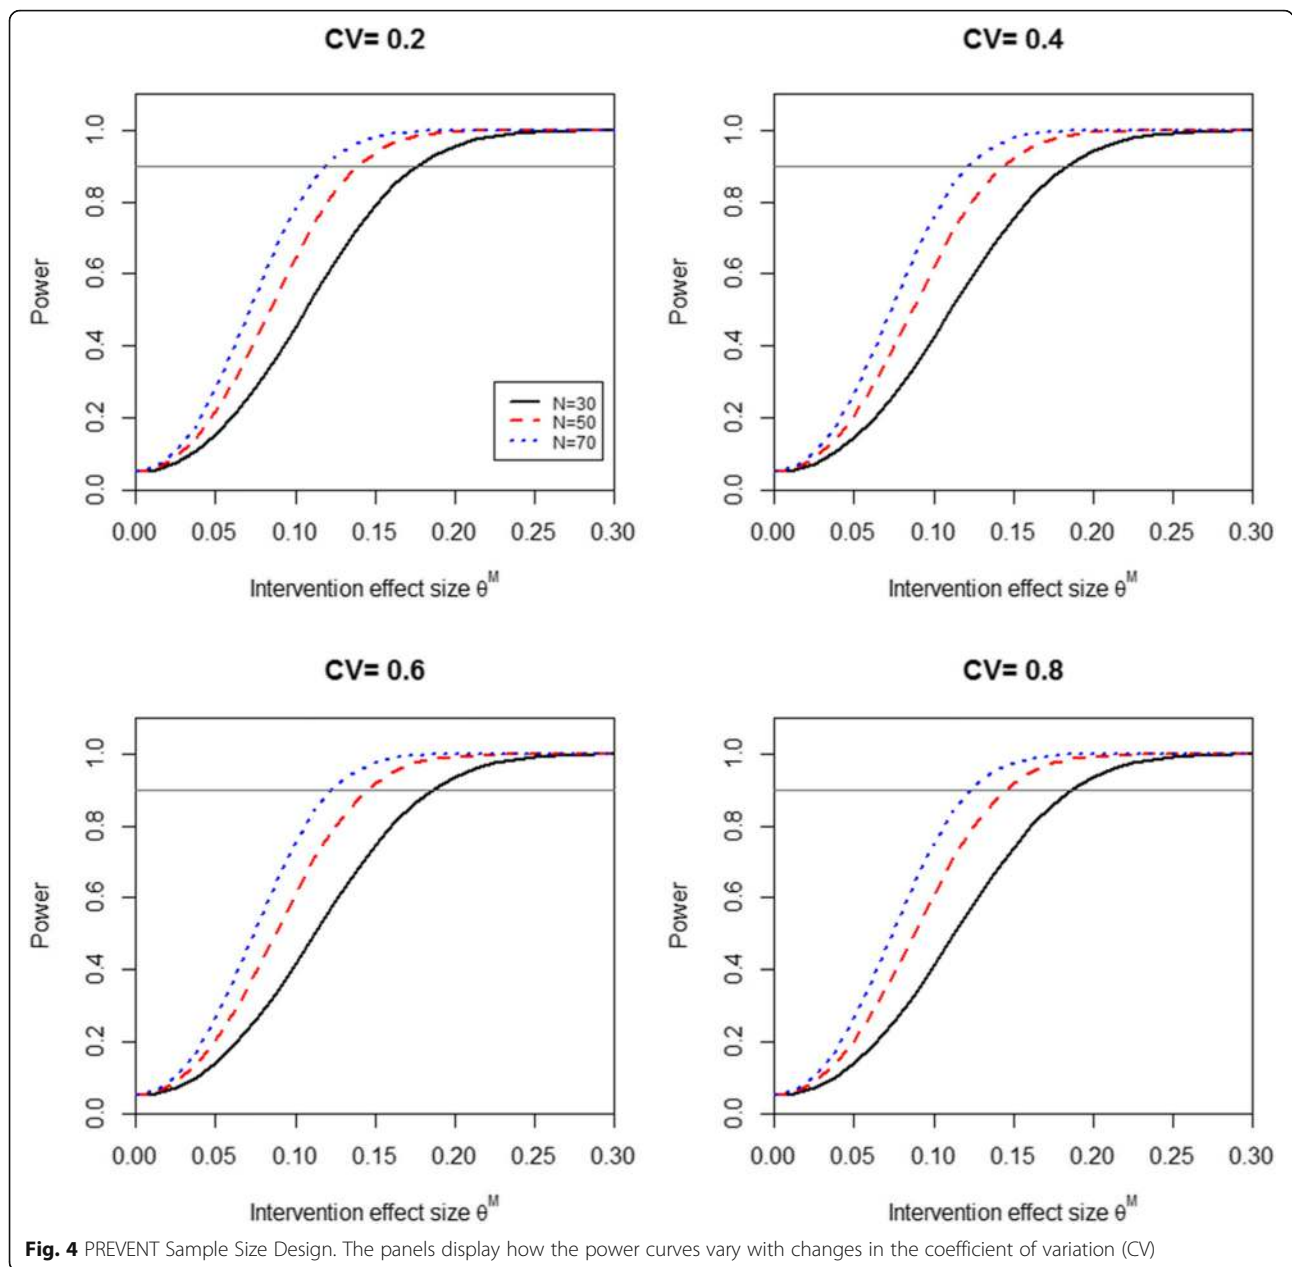 CV= 0.2
1.0
0.8
0.6
0.4
0.2
0.0
Power
N=30
N=50
N=70
0.00 0.05 0.10 0.15 0.20 0.25 0.30
Intervention effect size θᴹ
CV= 0.4
1.0
0.8
0.6
0.4
0.2
0.0
Power
0.00 0.05 0.10 0.15 0.20 0.25 0.30
Intervention effect size θᴹ
CV= 0.6
1.0
0.8
0.6
0.4
0.2
0.0
Power
0.00 0.05 0.10 0.15 0.20 0.25 0.30
Intervention effect size θᴹ
CV= 0.8
1.0
0.8
0.6
0.4
0.2
0.0
Power
0.00 0.05 0.10 0.15 0.20 0.25 0.30
Intervention effect size θᴹ
Fig. 4 PREVENT Sample Size Design. The panels display how the power curves vary with changes in the coefficient of variation (CV)